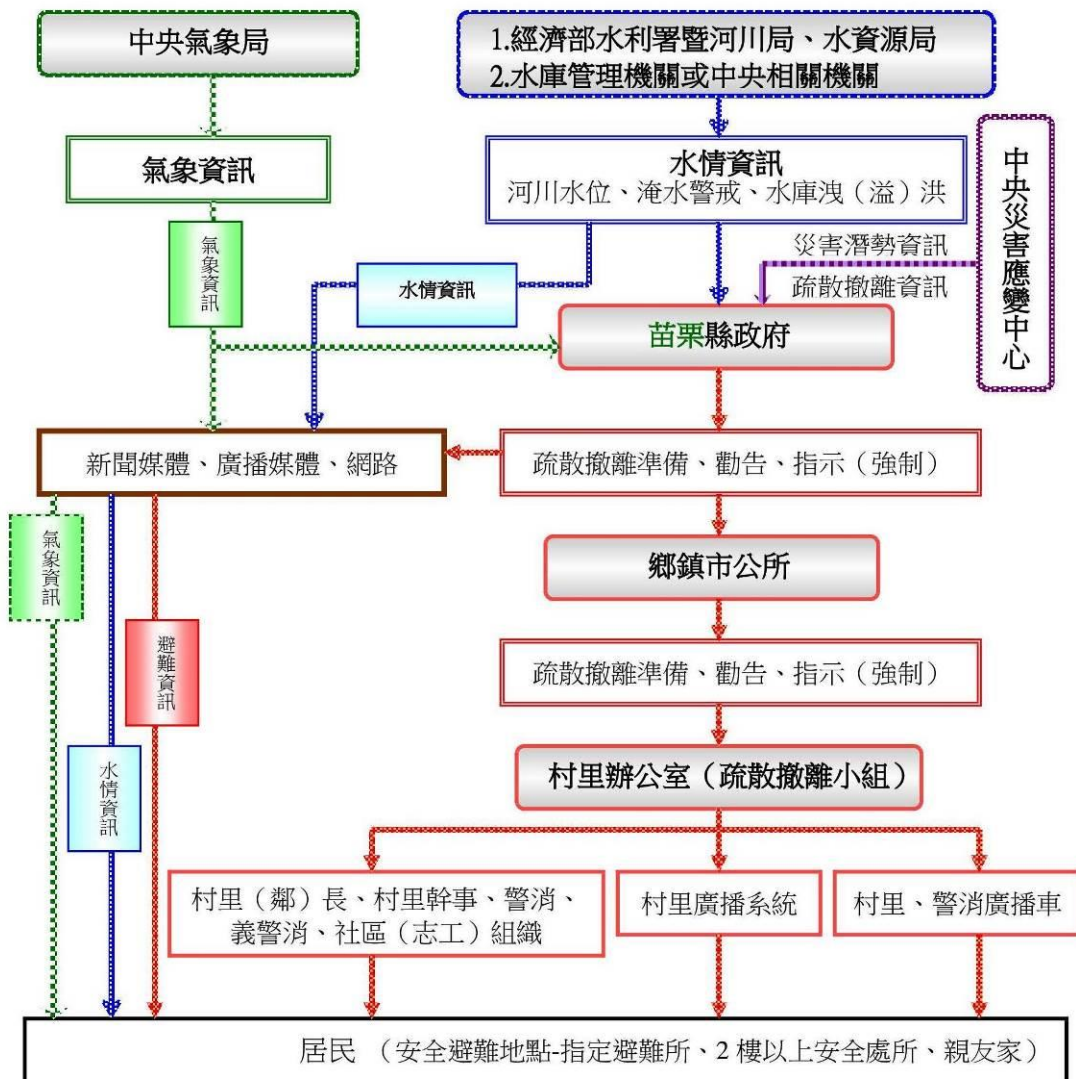 中央氣象局
1.經濟部水利署暨河川局、水資源局
2.水庫管理機關或中央相關機關
氣象資訊
水情資訊
河川水位、淹水警戒、水庫洩（溢）洪
中央災害應變中心
氣象資訊
水情資訊
災害潛勢資訊
疏散撤離資訊
苗栗縣政府
新聞媒體、廣播媒體、網路
疏散撤離準備、勸告、指示（強制）
氣象資訊
鄉鎮市公所
避難資訊
疏散撤離準備、勸告、指示（強制）
水情資訊
村里辦公室（疏散撤離小組）
村里（鄰）長、村里幹事、警消、
義警消、社區（志工）組織
村里廣播系統
村里、警消廣播車
居民 （安全避難地點-指定避難所、2 樓以上安全處所、親友家）